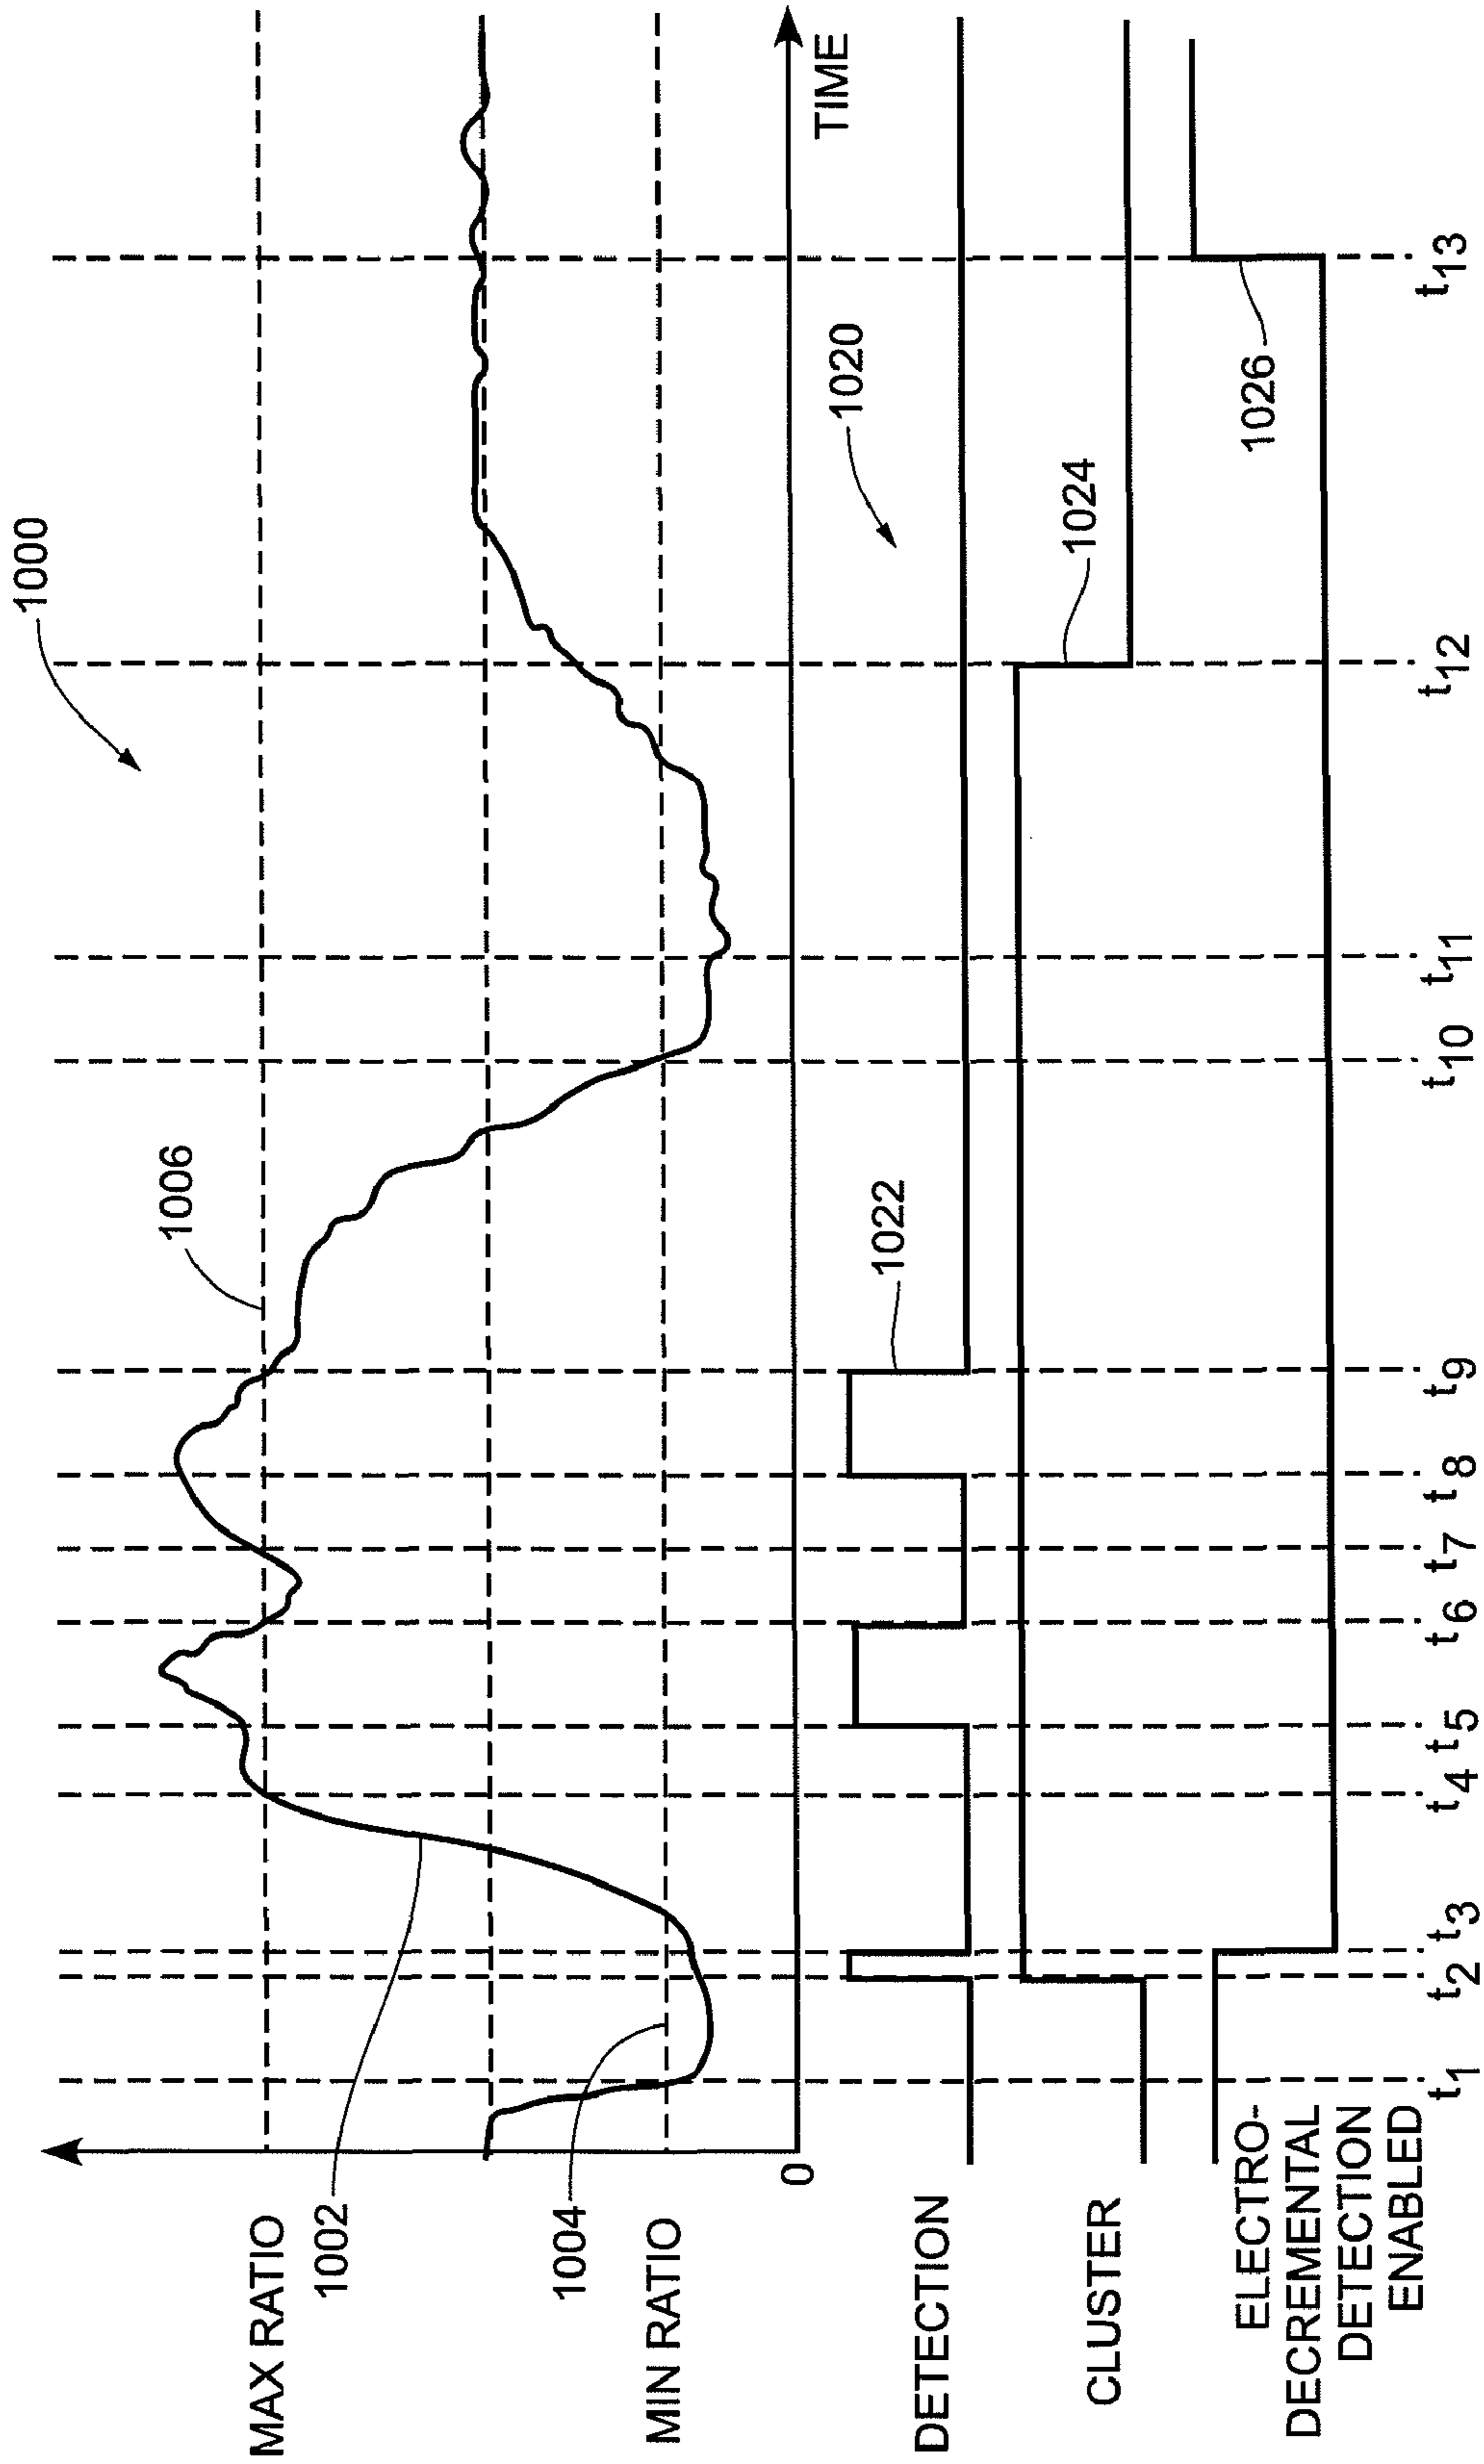 1000
MAX RATIO
1006
1002
1004
MIN RATIO
0
TIME
1020
DETECTION
1022
CLUSTER
1024
ELECTRO-
DECREMENTAL
DETECTION
ENABLED
1026
t1 t2 t3 t4 t5 t6 t7 t8 t9 t10 t11 t12 t13